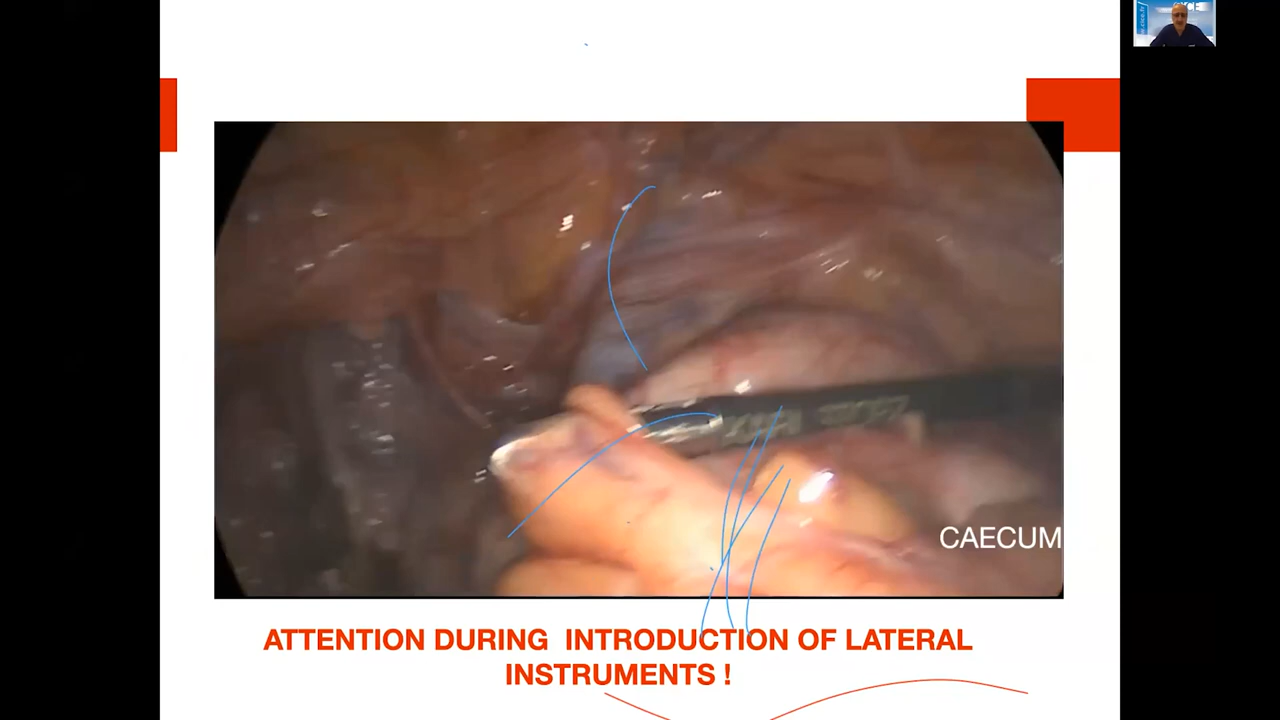 ATTENTION DURING INTRODUCTION OF LATERAL
INSTRUMENTS !
CAECUM